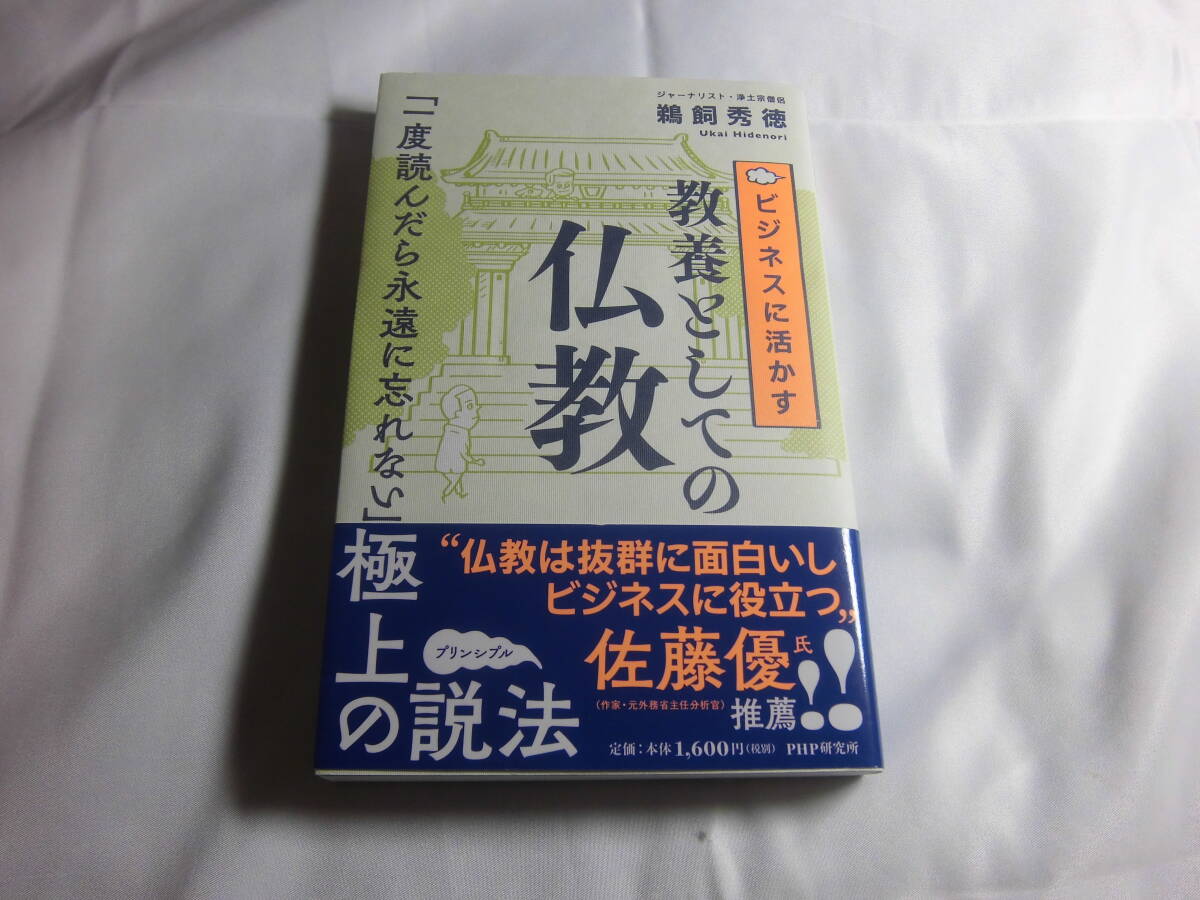 ジャーナリスト・浄土宗僧侶
鵜飼秀徳
Ukai Hidenori
ビジネスに活かす
教養としての
仏教
「一度読んだら永遠に忘れない」
極上の説法
プリンシプル
“仏教は抜群に面白いし
ビジネスに役立つ„
佐藤優氏
(作家・元外務省主任分析官)
推薦!!
定価:本体1,600円(税別) PHP研究所